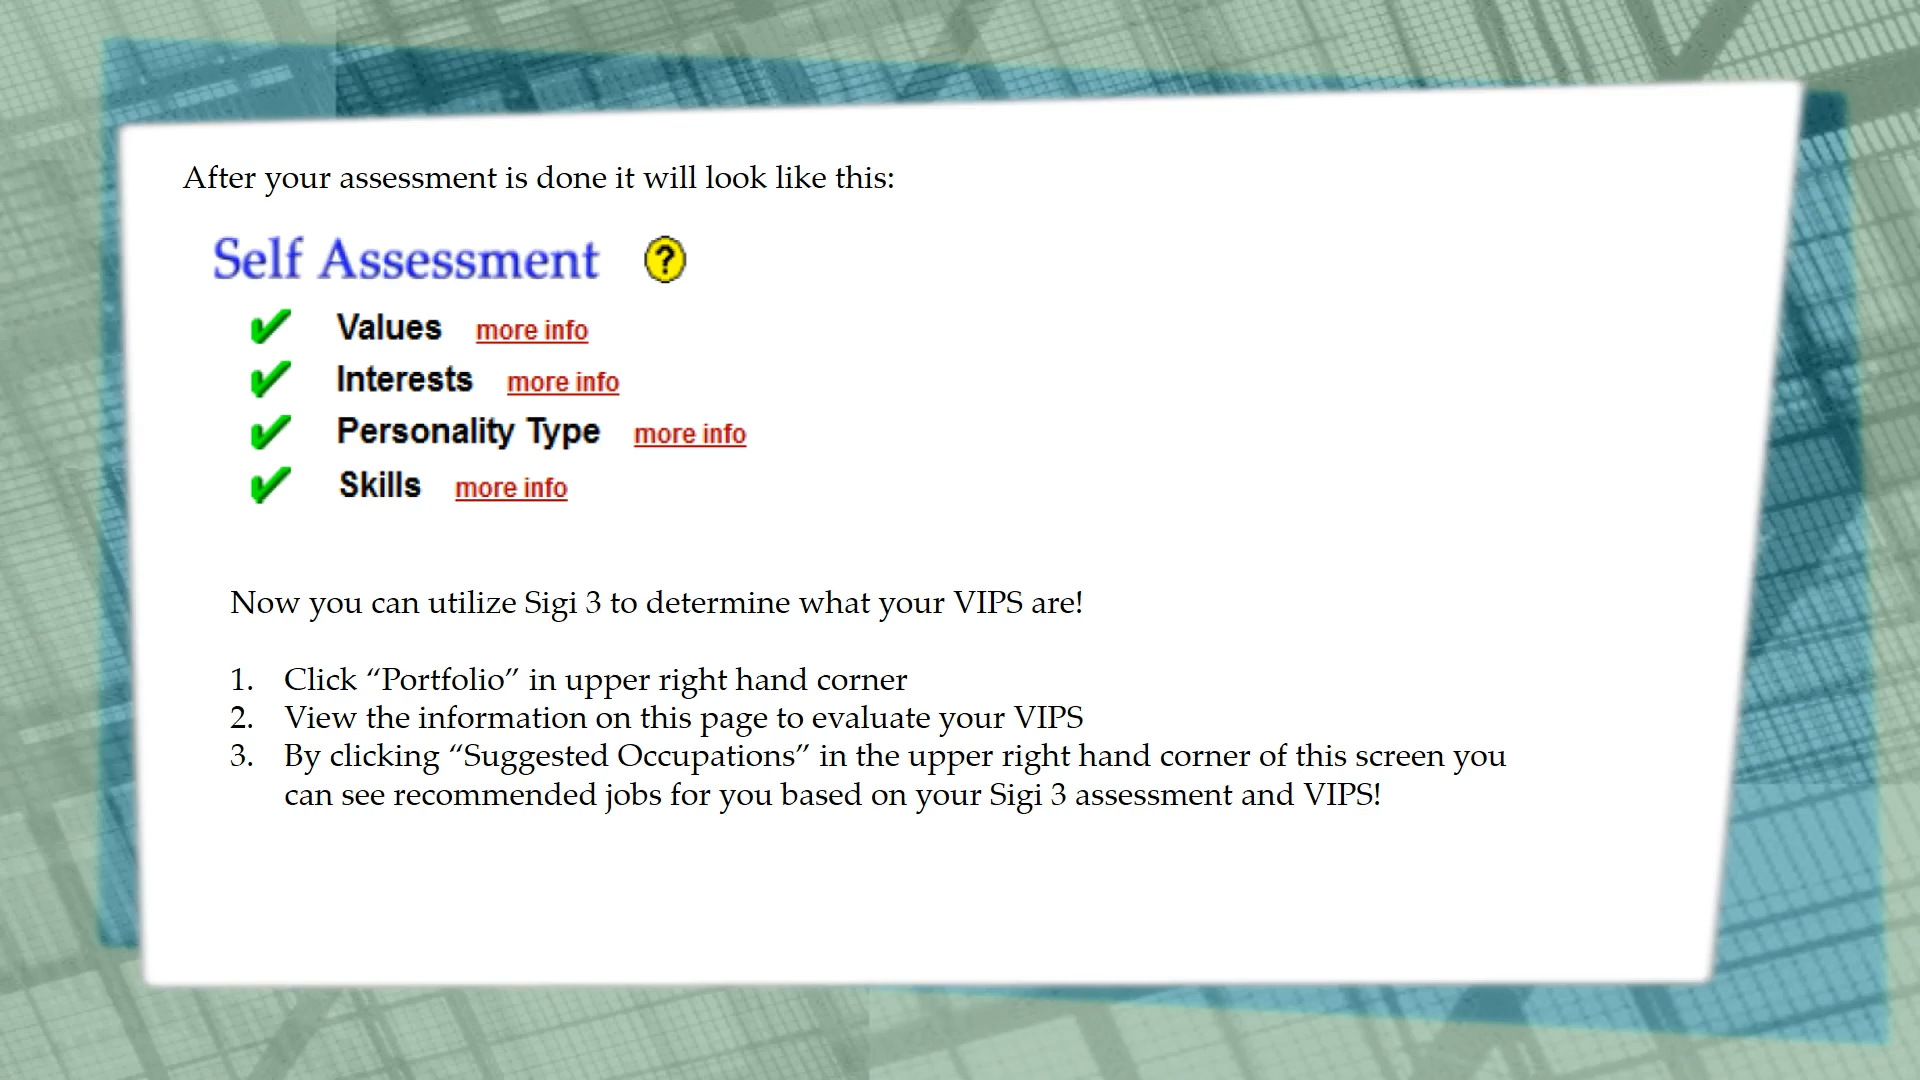 After your assessment is done it will look like this:
Self Assessment ?
Values more info
Interests more info
Personality Type more info
Skills more info
Now you can utilize Sigi 3 to determine what your VIPS are!
1. Click “Portfolio” in upper right hand corner
2. View the information on this page to evaluate your VIPS
3. By clicking “Suggested Occupations” in the upper right hand corner of this screen you
can see recommended jobs for you based on your Sigi 3 assessment and VIPS!